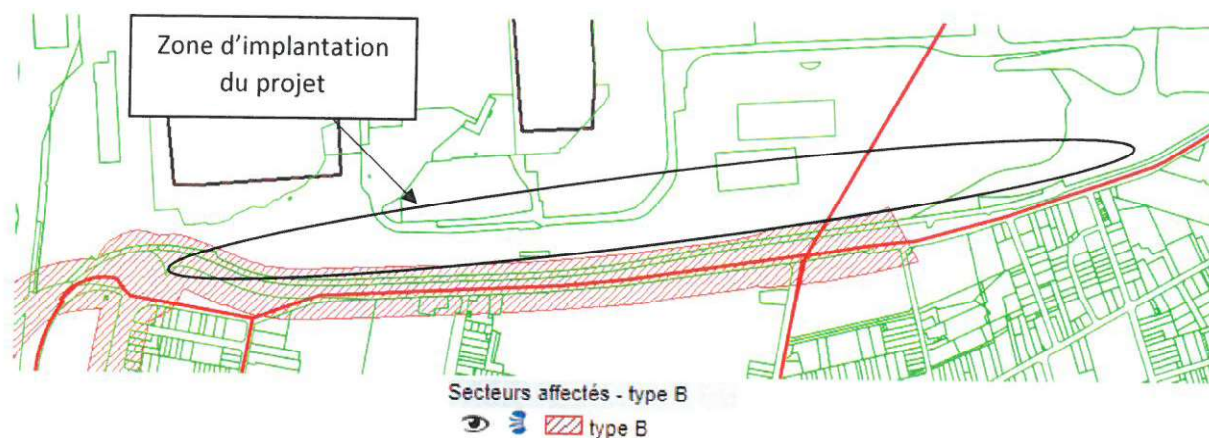 Zone d'implantation
du projet
Secteurs affectés - type B
type B